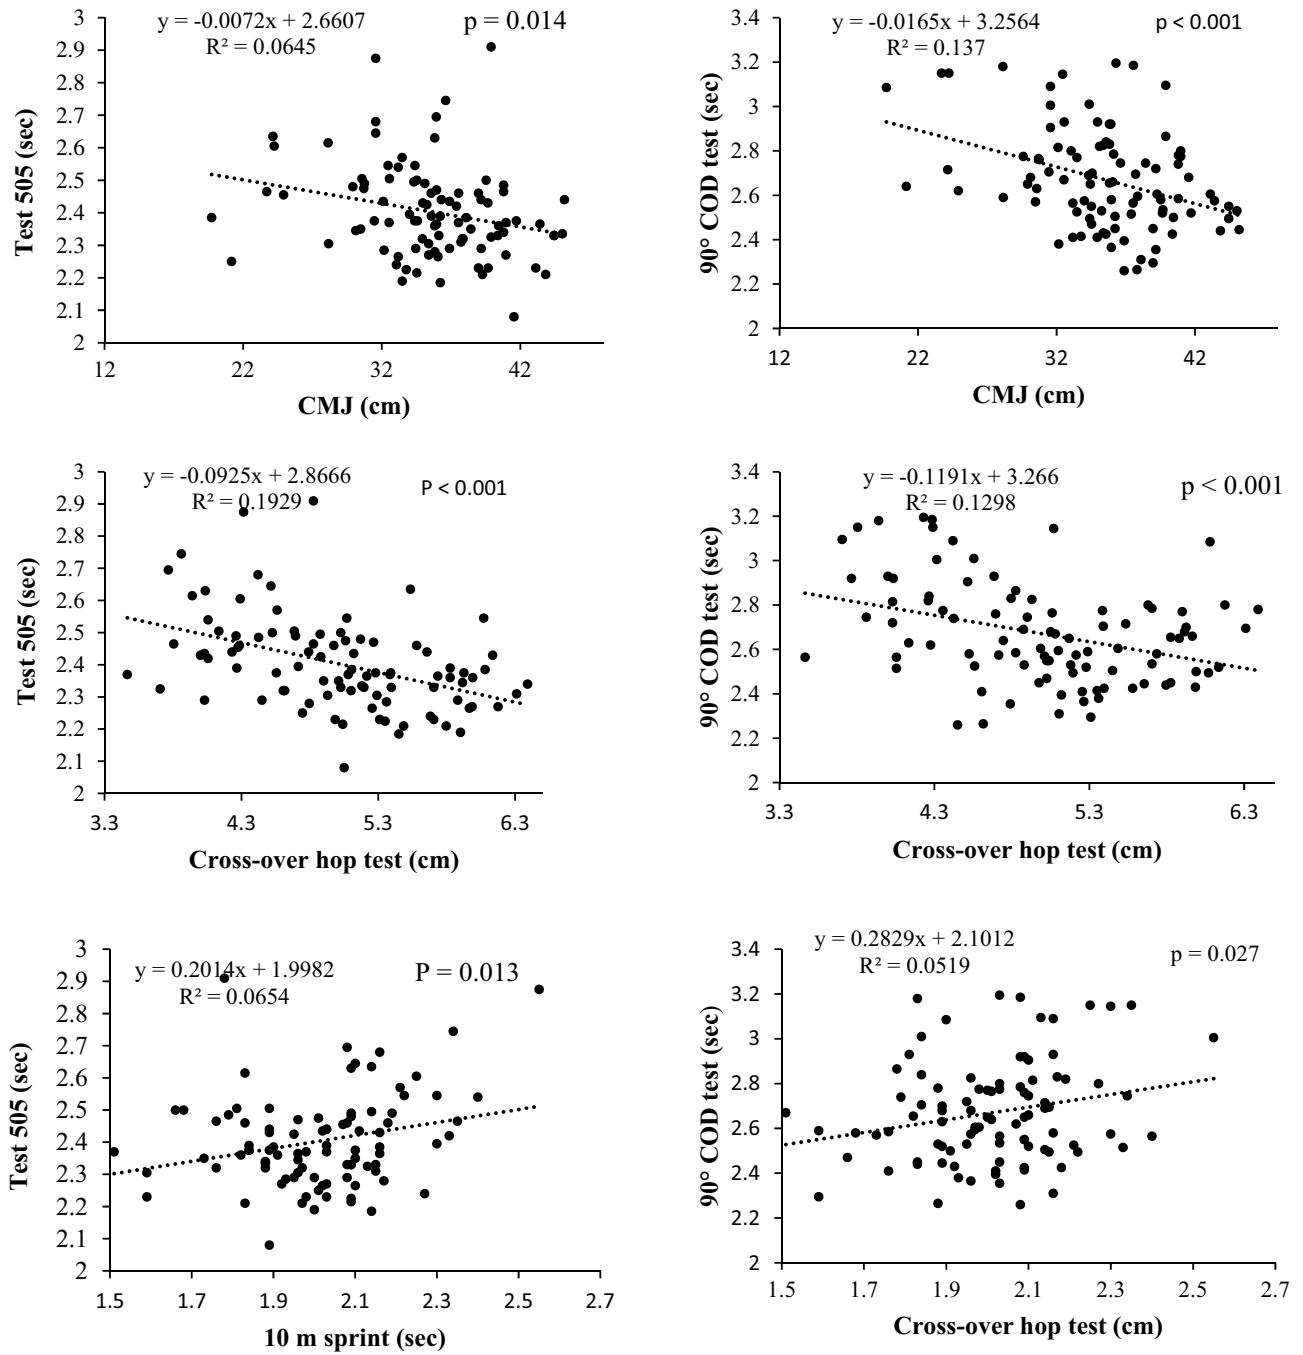 y = -0.0072x + 2.6607
R² = 0.0645
p = 0.014
3
2.9
2.8
2.7
2.6
2.5
2.4
2.3
2.2
2.1
2
Test 505 (sec)
12 22 32 42
CMJ (cm)
y = -0.0165x + 3.2564
R² = 0.137
p < 0.001
3.4
3.2
3
2.8
2.6
2.4
2.2
2
90° COD test (sec)
12 22 32 42
CMJ (cm)
y = -0.0925x + 2.8666
R² = 0.1929
P < 0.001
3
2.9
2.8
2.7
2.6
2.5
2.4
2.3
2.2
2.1
2
Test 505 (sec)
3.3 4.3 5.3 6.3
Cross-over hop test (cm)
y = -0.1191x + 3.266
R² = 0.1298
p < 0.001
3.4
3.2
3
2.8
2.6
2.4
2.2
2
90° COD test (sec)
3.3 4.3 5.3 6.3
Cross-over hop test (cm)
y = 0.2014x + 1.9982
R² = 0.0654
P = 0.013
3
2.9
2.8
2.7
2.6
2.5
2.4
2.3
2.2
2.1
2
Test 505 (sec)
1.5 1.7 1.9 2.1 2.3 2.5 2.7
10 m sprint (sec)
y = 0.2829x + 2.1012
R² = 0.0519
p = 0.027
3.4
3.2
3
2.8
2.6
2.4
2.2
2
90° COD test (sec)
1.5 1.7 1.9 2.1 2.3 2.5 2.7
Cross-over hop test (cm)